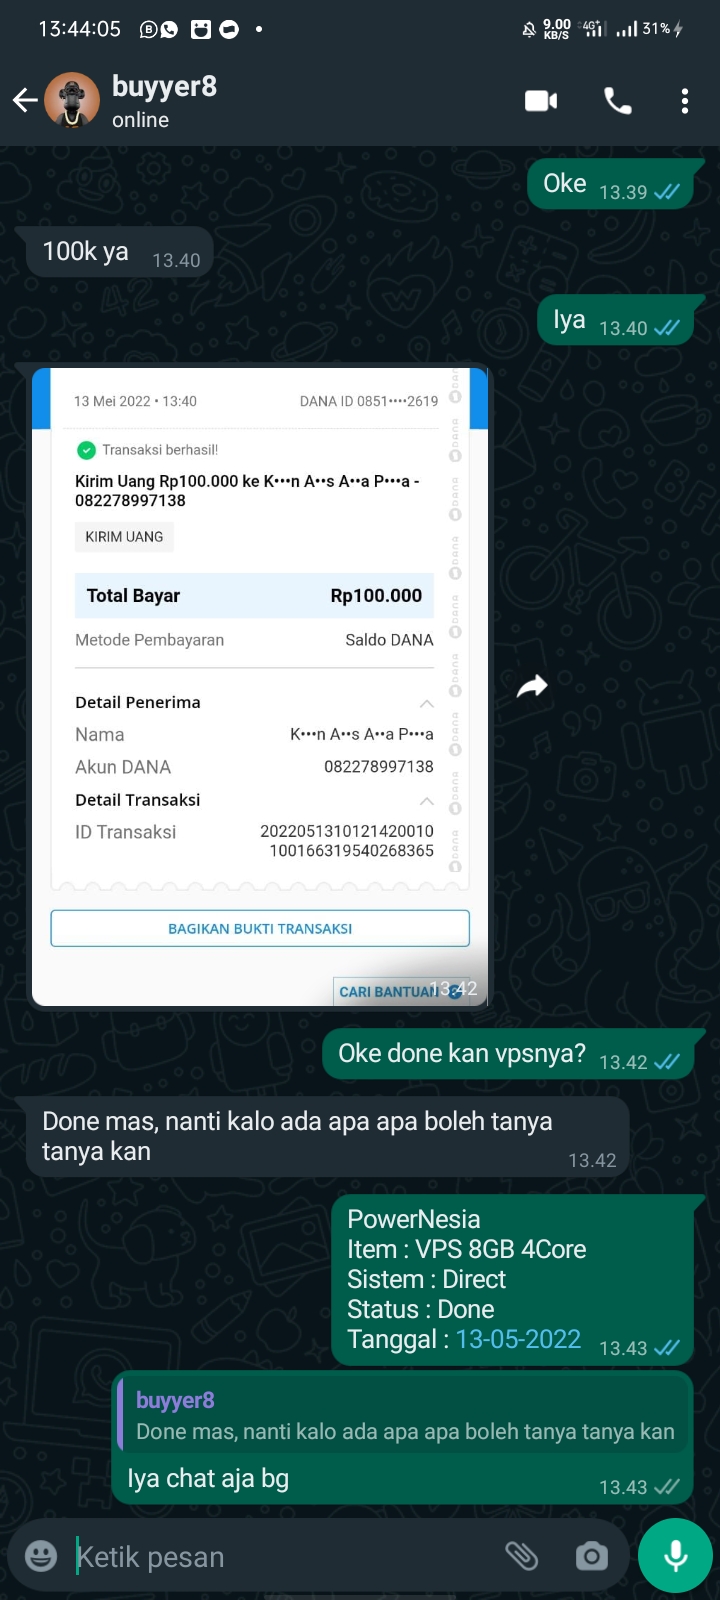 13:44:05
9.00
KB/S
4G+
31%
buyyer8
online
Oke 13.39
100k ya 13.40
Iya 13.40
13 Mei 2022 • 13:40 DANA ID 0851••••2619
Transaksi berhasil!
Kirim Uang Rp100.000 ke K•••n A••s A••a P•••a -
082278997138
KIRIM UANG
Total Bayar Rp100.000
Metode Pembayaran Saldo DANA
Detail Penerima
Nama K•••n A••s A••a P•••a
Akun DANA 082278997138
Detail Transaksi
ID Transaksi 2022051310121420010
100166319540268365
BAGIKAN BUKTI TRANSAKSI
CARI BANTUAN 13.42
Oke done kan vpsnya? 13.42
Done mas, nanti kalo ada apa apa boleh tanya
tanya kan 13.42
PowerNesia
Item : VPS 8GB 4Core
Sistem : Direct
Status : Done
Tanggal : 13-05-2022 13.43
buyyer8
Done mas, nanti kalo ada apa apa boleh tanya tanya kan
Iya chat aja bg 13.43
Ketik pesan